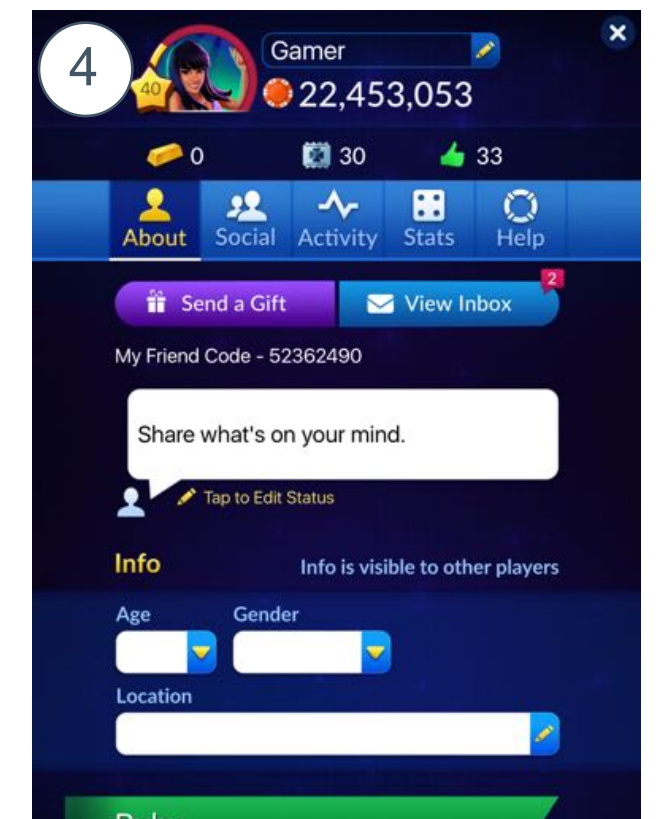 4
40
Gamer
22,453,053
0 30 33
About Social Activity Stats Help
Send a Gift View Inbox 2
My Friend Code - 52362490
Share what's on your mind.
Tap to Edit Status
Info Info is visible to other players
Age Gender
Location